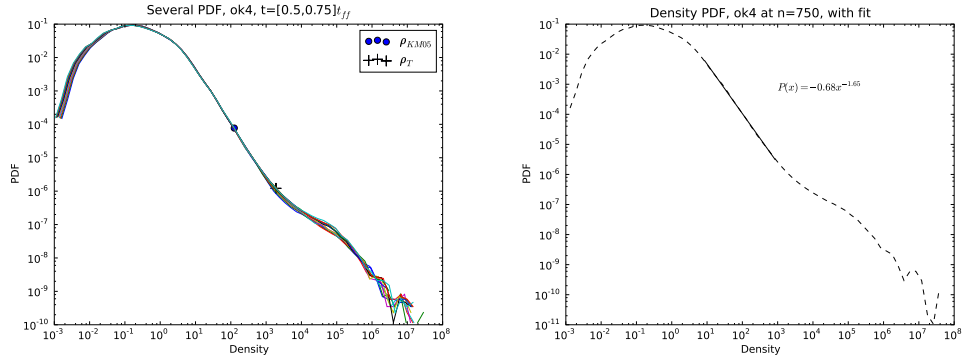 Several PDF, ok4, t=[0.5,0.75]t_ff
10^-1
10^-2
10^-3
10^-4
10^-5
10^-6
10^-7
10^-8
10^-9
10^-10
PDF
ρ_KM05
ρ_T
10^-3 10^-2 10^-1 10^0 10^1 10^2 10^3 10^4 10^5 10^6 10^7 10^8
Density
Density PDF, ok4 at n=750, with fit
10^-1
10^-2
10^-3
10^-4
10^-5
10^-6
10^-7
10^-8
10^-9
10^-10
10^-11
PDF
P(x)=−0.68x^−1.65
10^-3 10^-2 10^-1 10^0 10^1 10^2 10^3 10^4 10^5 10^6 10^7 10^8
Density